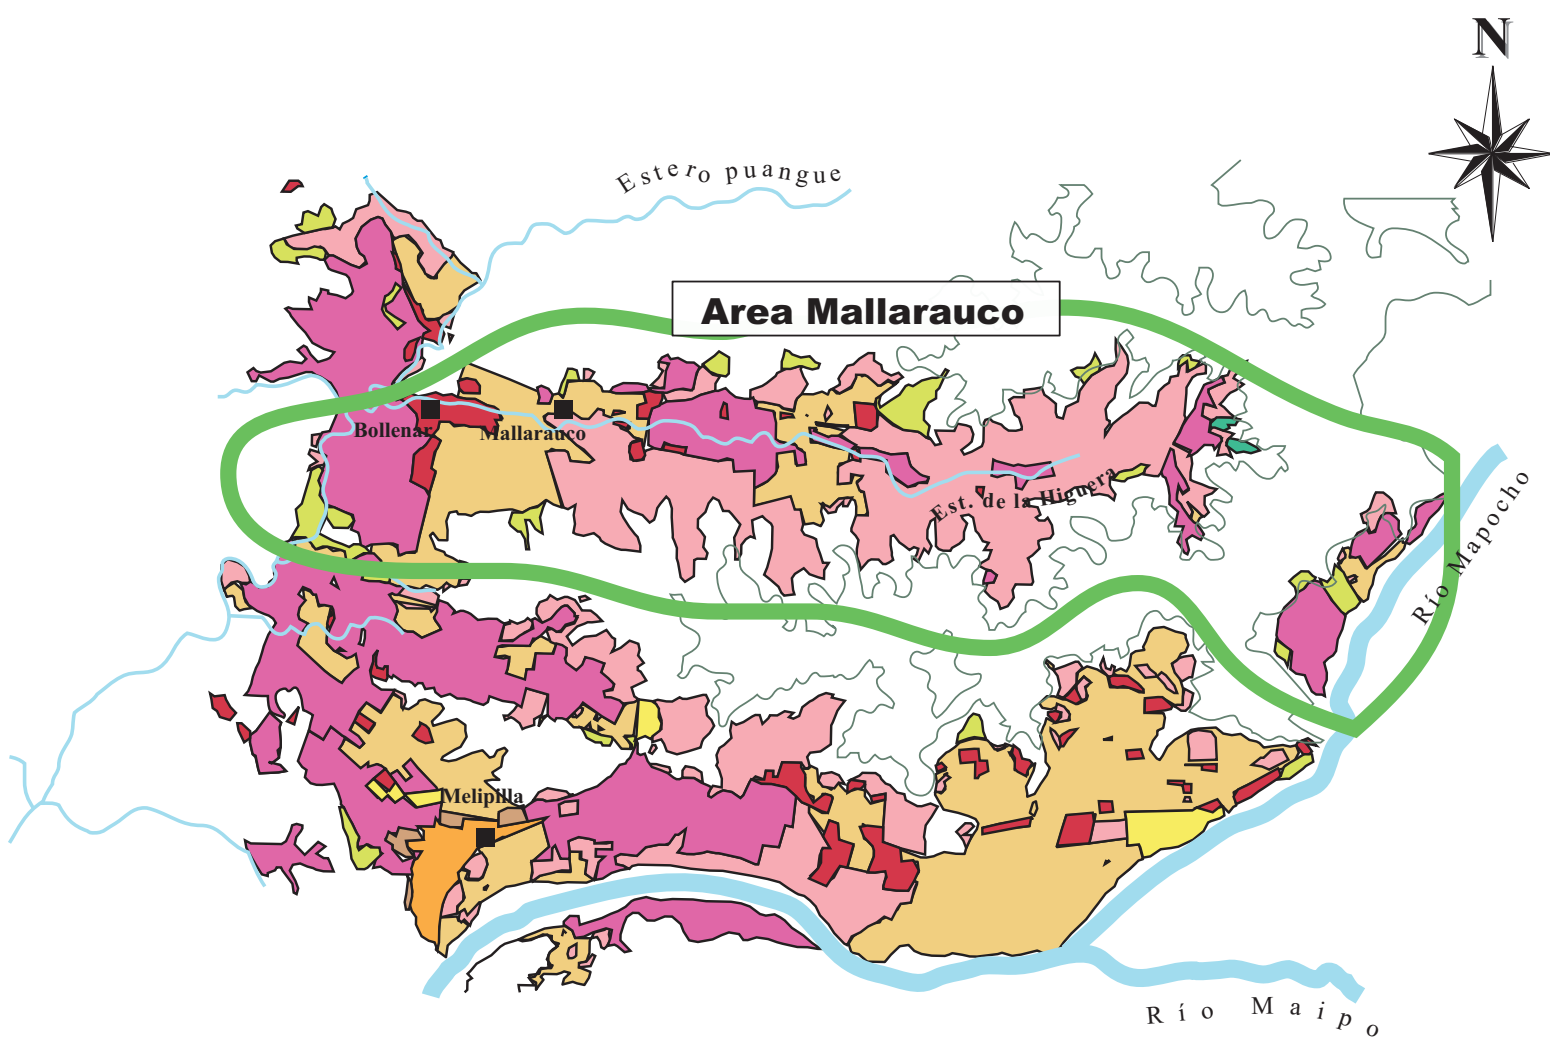 N
Estero puangue
Area Mallarauco
Bollenar
Mallarauco
Est. de la Higuera
Río Mapocho
Melipilla
Río Maipo